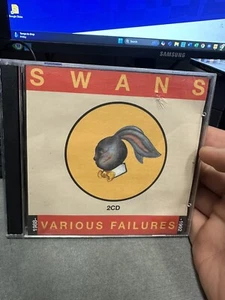 SAMSUNG
SWANS
2CD
1988- VARIOUS FAILURES -1992